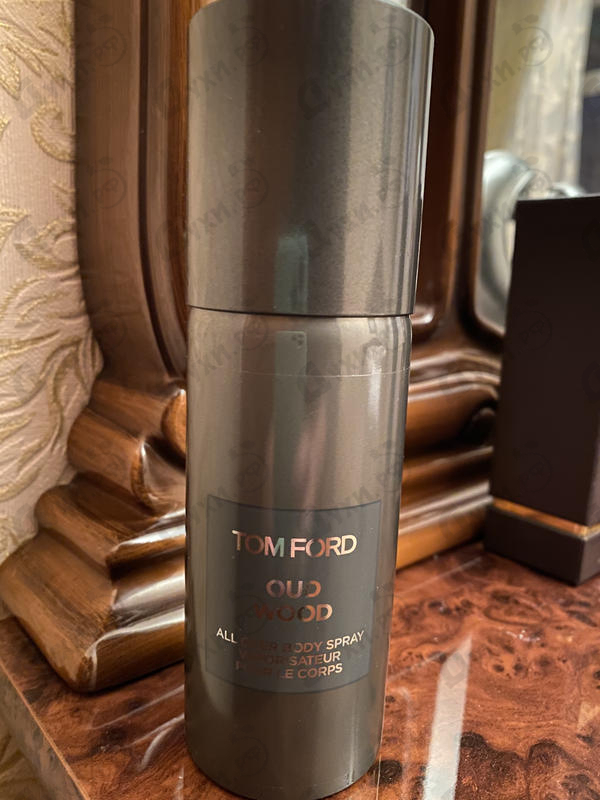 TOM FORD
OUD
WOOD
ALL OVER BODY SPRAY
VAPORISATEUR
POUR LE CORPS